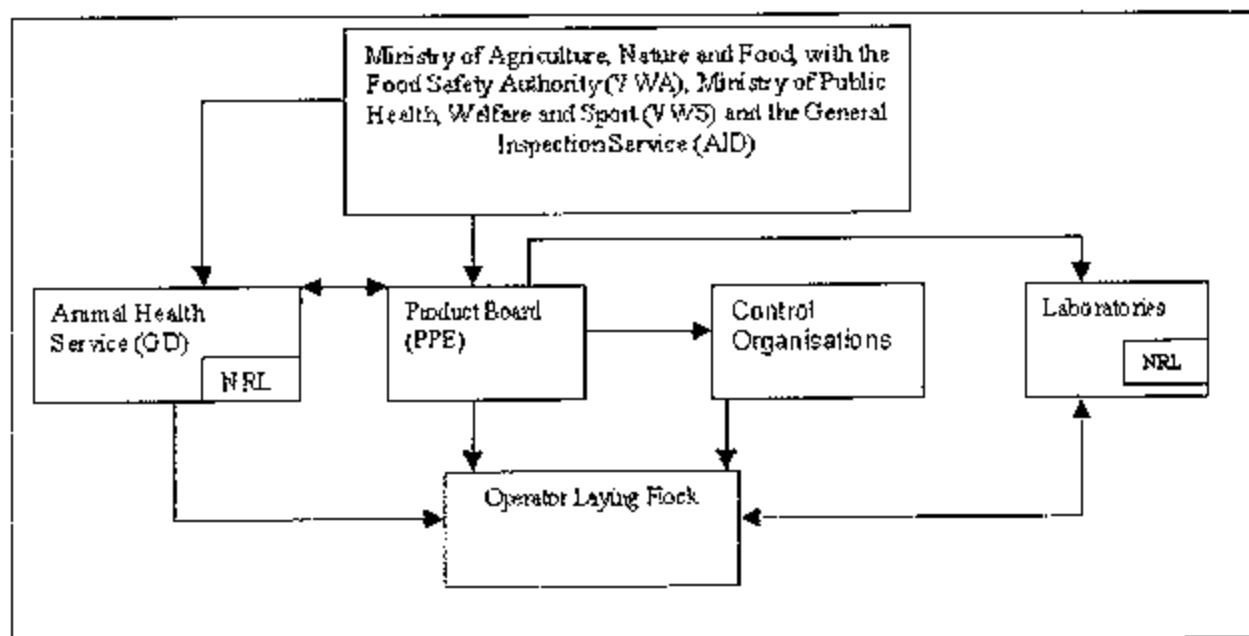 Ministry of Agriculture, Nature and Food, with the
Food Safety Authority (VWA), Ministry of Public
Health, Welfare and Sport (VWS) and the General
Inspection Service (AID)
Animal Health
Service (GD)
NRL
Product Board
(PPE)
Control
Organisations
Laboratories
NRL
Operator Laying Flock